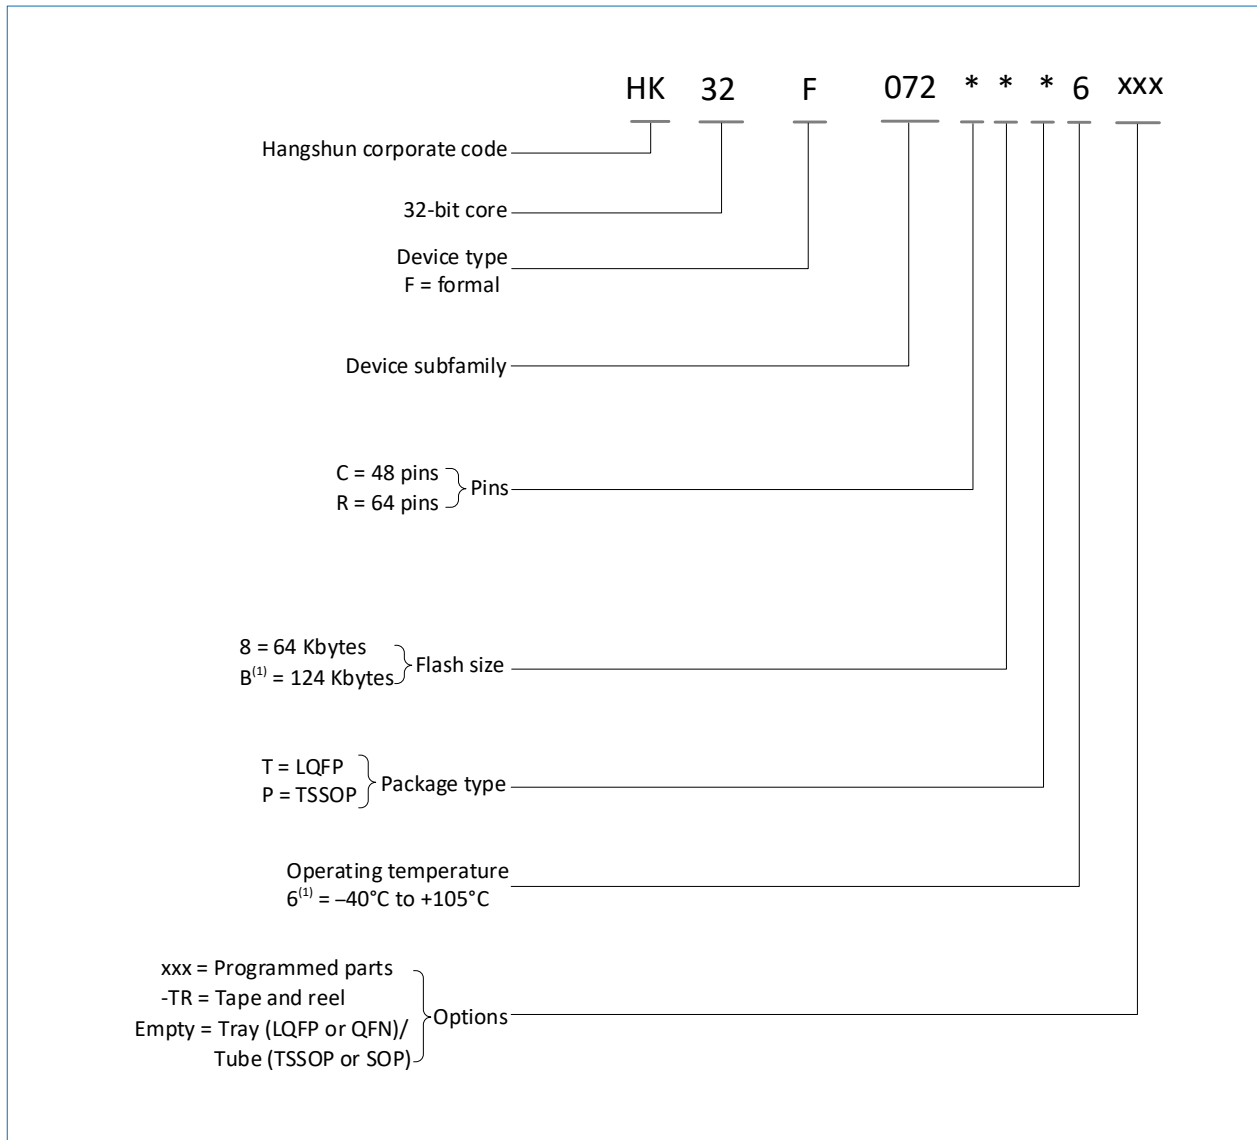 HK 32 F 072 * * * 6 xxx
Hangshun corporate code
32-bit core
Device type
F = formal
Device subfamily
C = 48 pins
R = 64 pins
Pins
8 = 64 Kbytes
B(1) = 124 Kbytes
Flash size
T = LQFP
P = TSSOP
Package type
Operating temperature
6(1) = –40°C to +105°C
xxx = Programmed parts
-TR = Tape and reel
Empty = Tray (LQFP or QFN)/
Tube (TSSOP or SOP)
Options